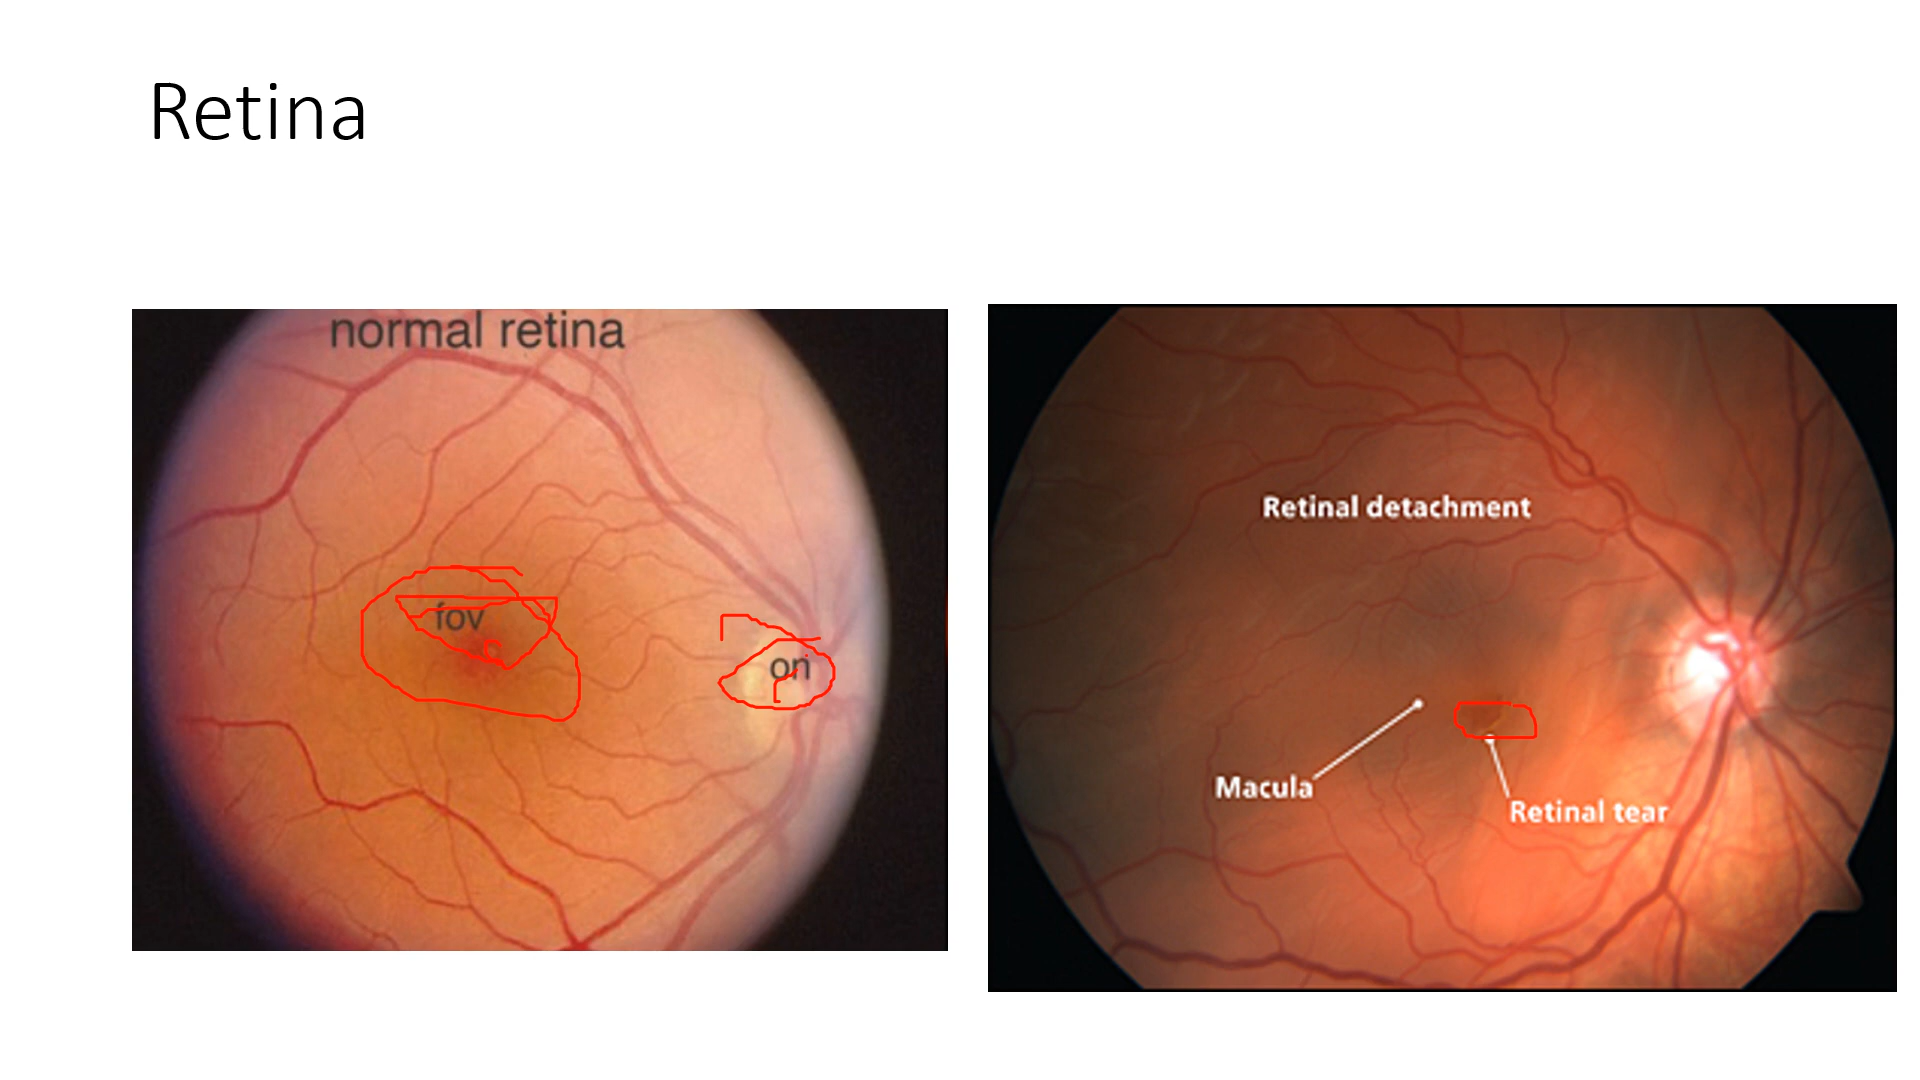 Retina
normal retina
fov
on
Retinal detachment
Macula
Retinal tear